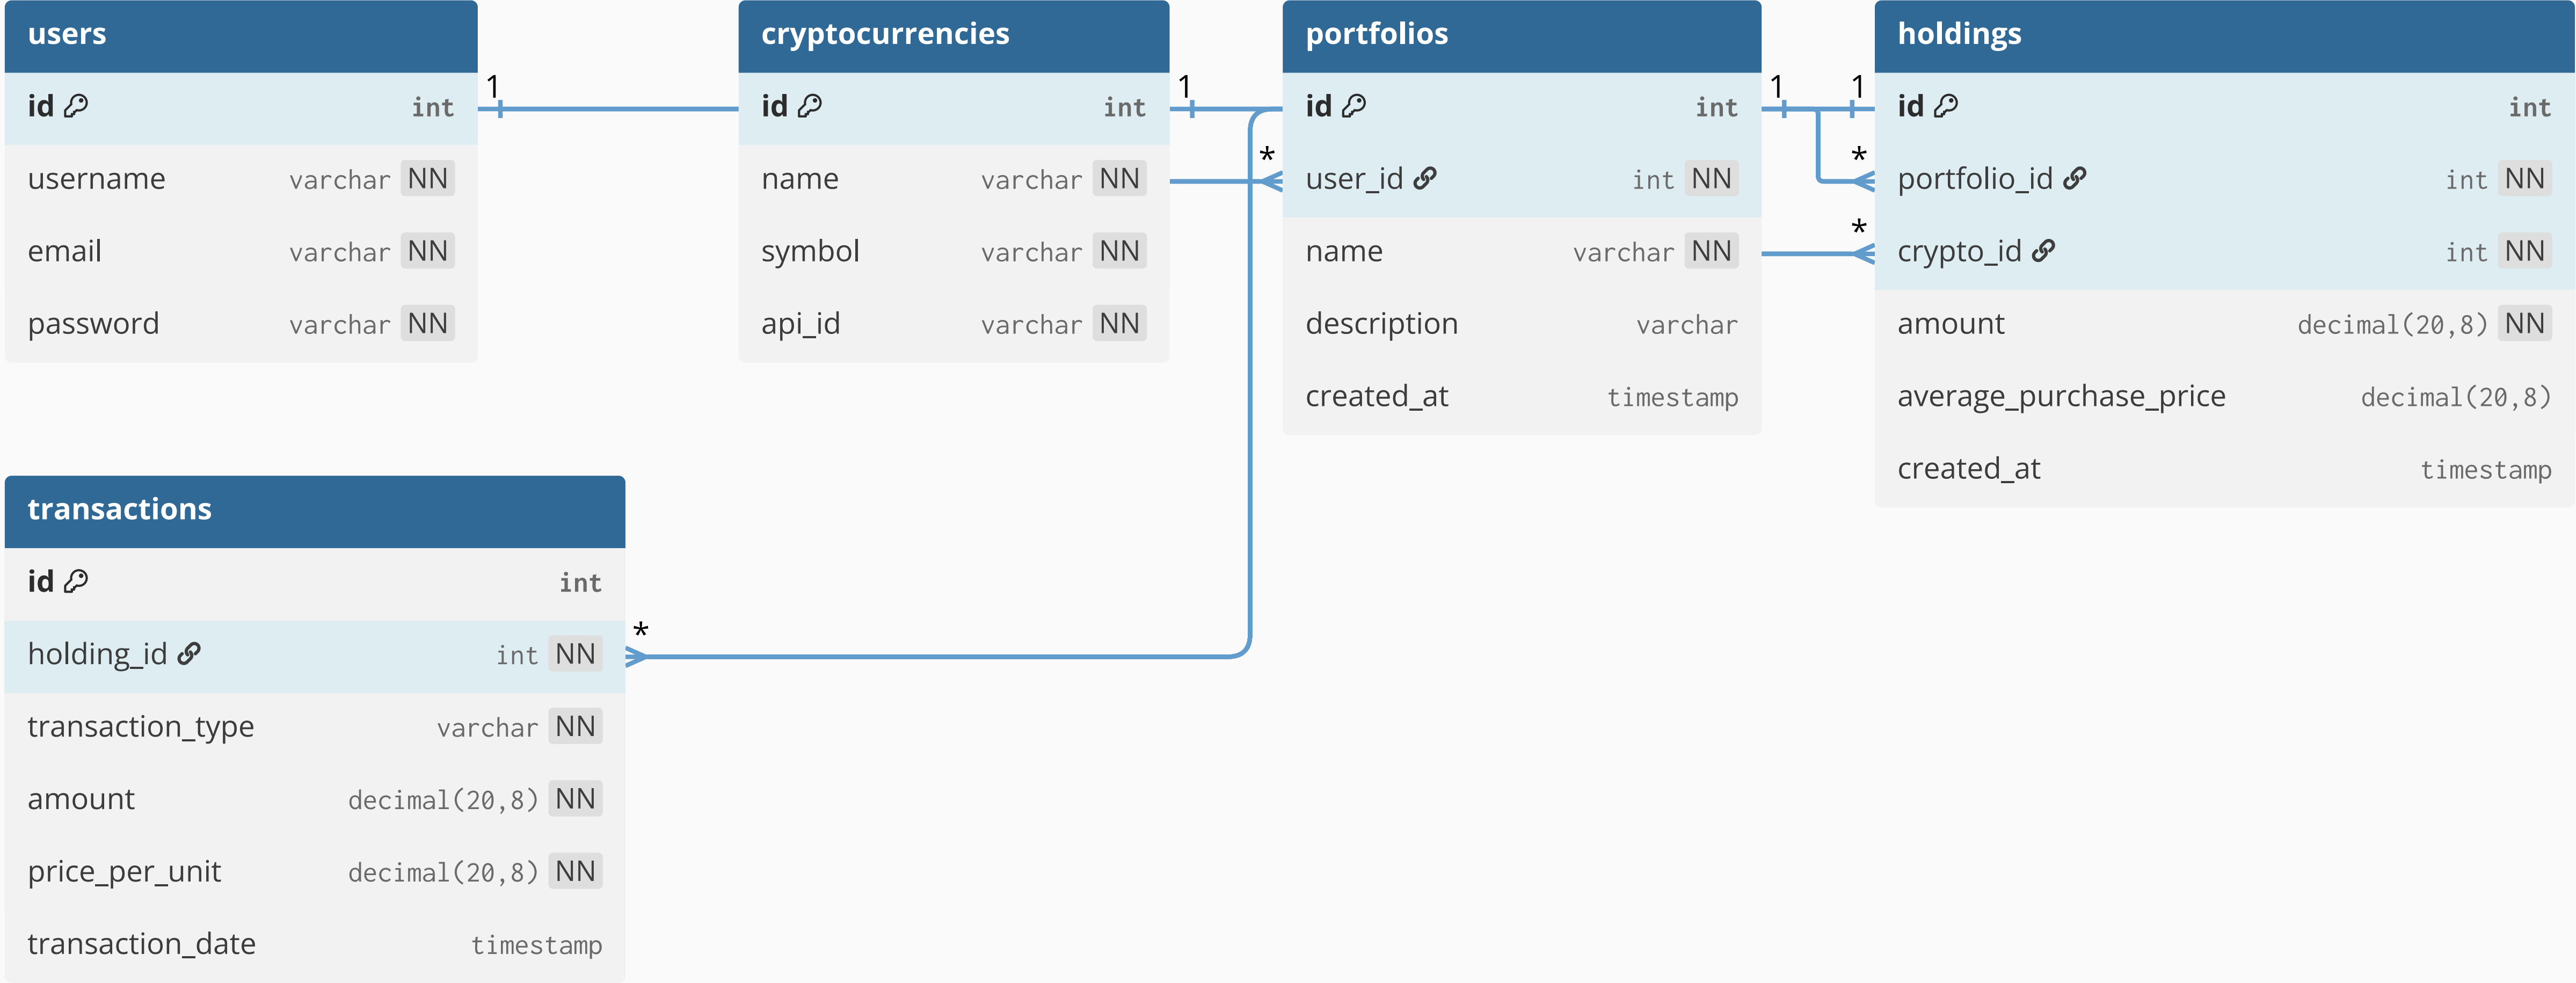 users
id int
username varchar NN
email varchar NN
password varchar NN
cryptocurrencies
id int
name varchar NN
symbol varchar NN
api_id varchar NN
portfolios
id int
user_id int NN
name varchar NN
description varchar
created_at timestamp
holdings
id int
portfolio_id int NN
crypto_id int NN
amount decimal(20,8) NN
average_purchase_price decimal(20,8)
created_at timestamp
1
1
1
1
*
*
*
transactions
id int
holding_id int NN
*
transaction_type varchar NN
amount decimal(20,8) NN
price_per_unit decimal(20,8) NN
transaction_date timestamp